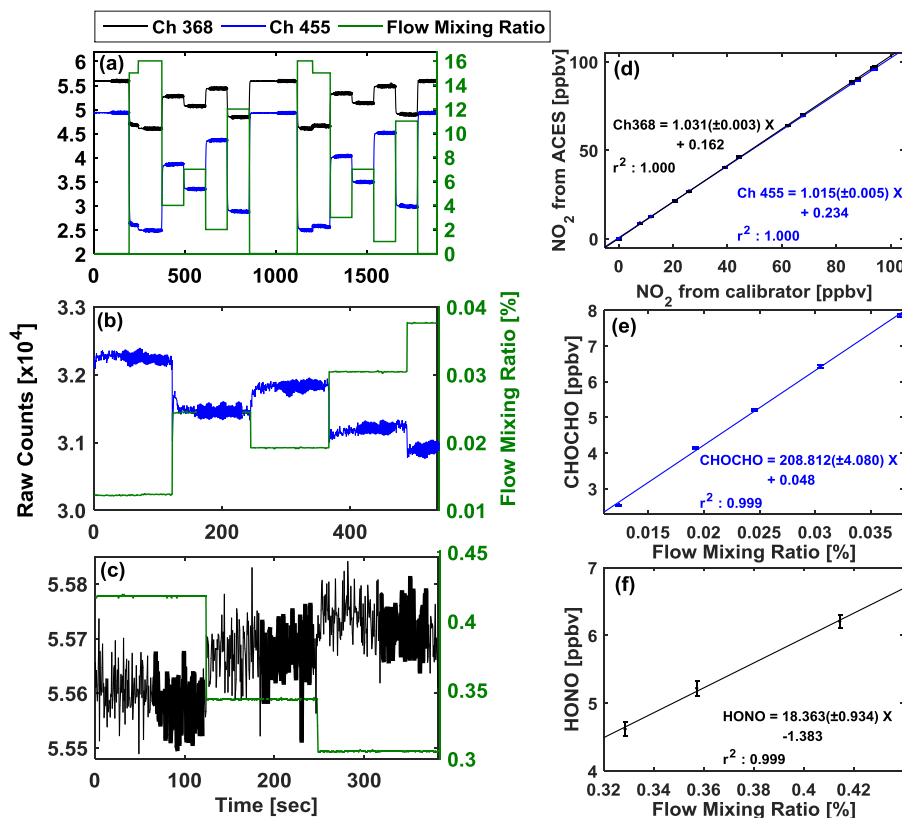 Ch 368 Ch 455 Flow Mixing Ratio
(a)
6
5.5
5
4.5
4
3.5
3
2.5
2
16
14
12
10
8
6
4
2
0
0 500 1000 1500
(b)
3.3
3.2
3.1
3.0
0.04
0.03
0.02
0.01
0 200 400
Raw Counts [x10⁴]
Flow Mixing Ratio [%]
(c)
5.58
5.57
5.56
5.55
0.45
0.4
0.35
0.3
0 100 200 300
Time [sec]
(d)
NO₂ from ACES [ppbv]
100
50
0
Ch368 = 1.031(±0.003) X
+ 0.162
r² : 1.000
Ch 455 = 1.015(±0.005) X
+ 0.234
r² : 1.000
0 20 40 60 80 100
NO₂ from calibrator [ppbv]
(e)
CHOCHO [ppbv]
8
7
6
5
4
3
CHOCHO = 208.812(±4.080) X
+ 0.048
r² : 0.999
0.015 0.02 0.025 0.03 0.035
Flow Mixing Ratio [%]
(f)
HONO [ppbv]
7
6
5
4
HONO = 18.363(±0.934) X
-1.383
r² : 0.999
0.32 0.34 0.36 0.38 0.4 0.42
Flow Mixing Ratio [%]